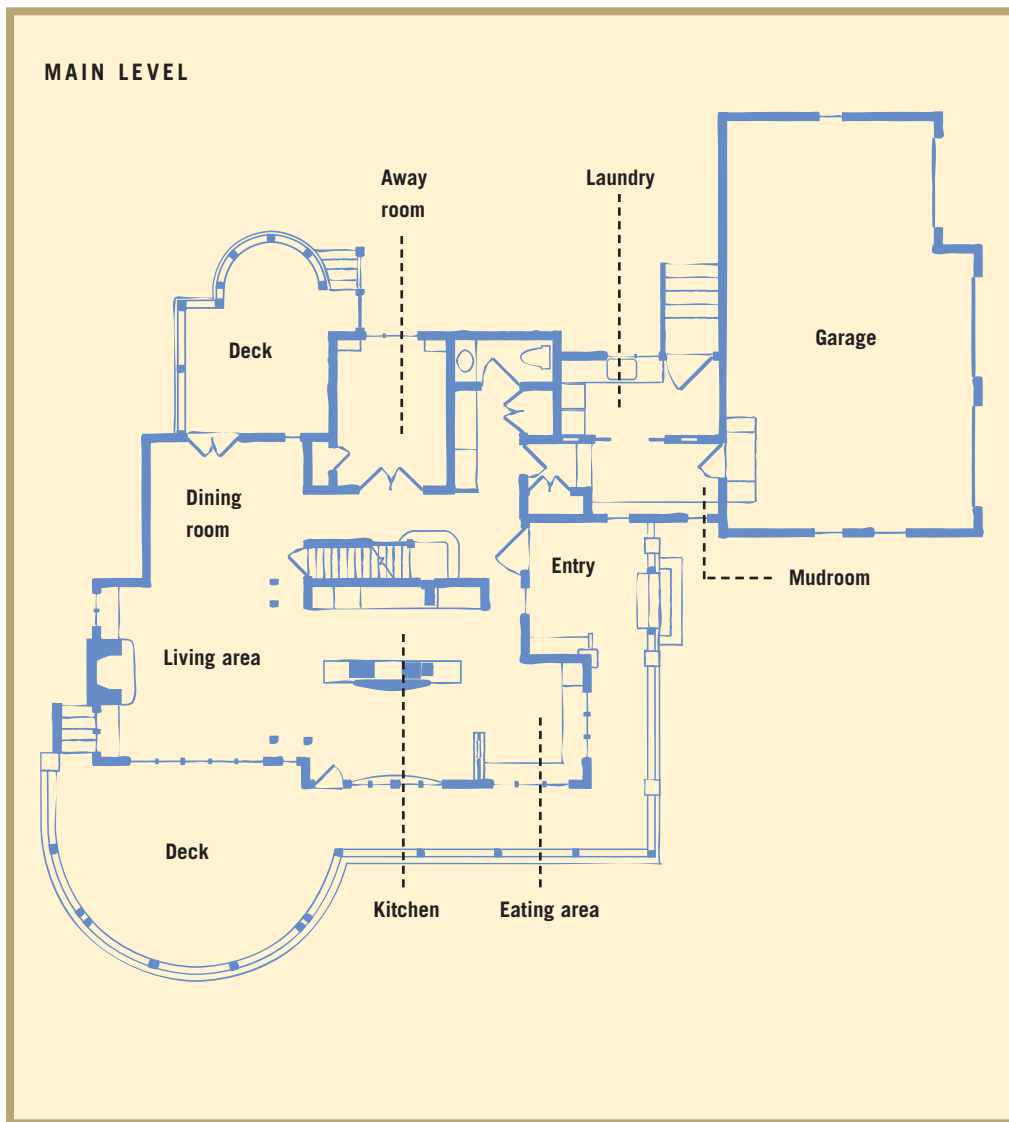 MAIN LEVEL
Away
room
Laundry
Deck
Garage
Dining
room
Entry
Mudroom
Living area
Deck
Kitchen
Eating area